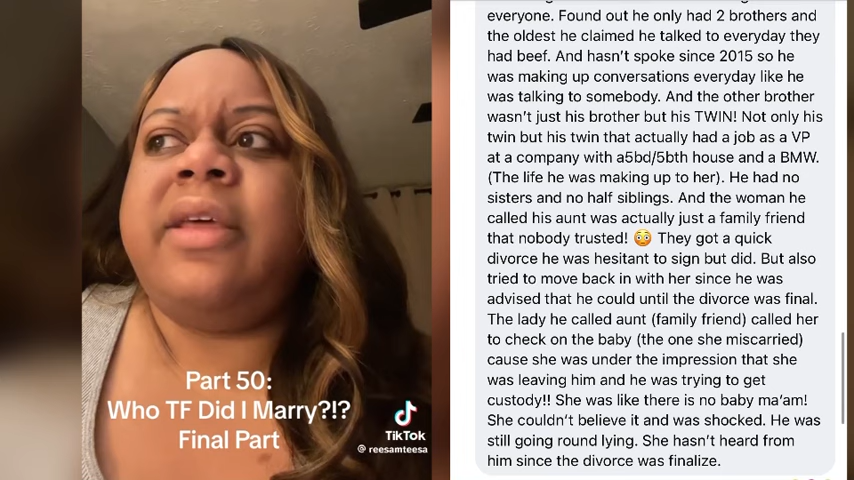 Part 50:
Who TF Did I Marry?!?
Final Part
TikTok
@ reesamteesa
everyone. Found out he only had 2 brothers and
the oldest he claimed he talked to everyday they
had beef. And hasn't spoke since 2015 so he
was making up conversations everyday like he
was talking to somebody. And the other brother
wasn't just his brother but his TWIN! Not only his
twin but his twin that actually had a job as a VP
at a company with a5bd/5bth house and a BMW.
(The life he was making up to her). He had no
sisters and no half siblings. And the woman he
called his aunt was actually just a family friend
that nobody trusted! 😳 They got a quick
divorce he was hesitant to sign but did. But also
tried to move back in with her since he was
advised that he could until the divorce was final.
The lady he called aunt (family friend) called her
to check on the baby (the one she miscarried)
cause she was under the impression that she
was leaving him and he was trying to get
custody!! She was like there is no baby ma'am!
She couldn't believe it and was shocked. He was
still going round lying. She hasn't heard from
him since the divorce was finalize.